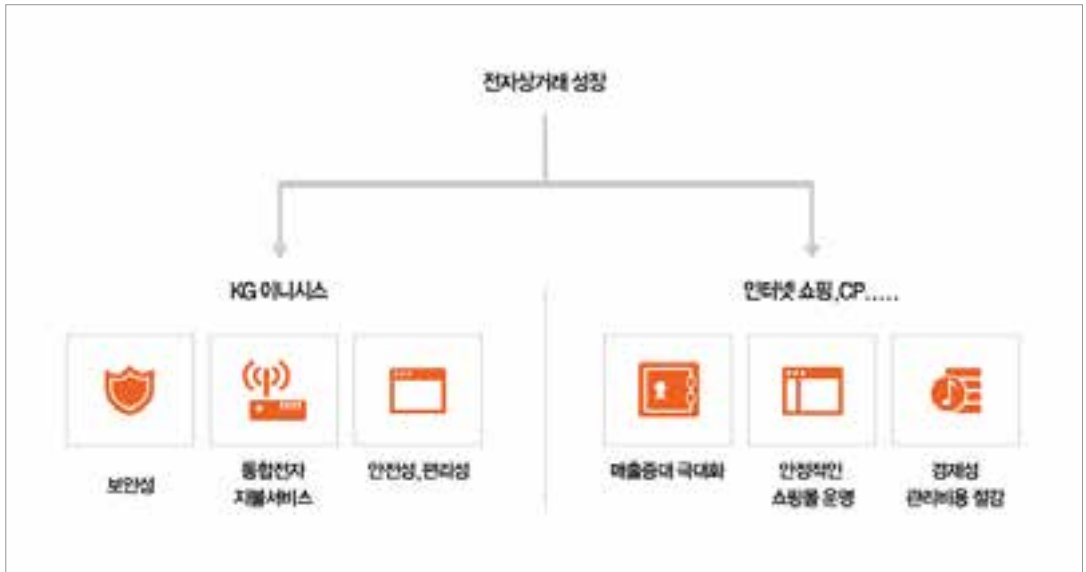 전자상거래 성장
KG 이니시스
인터넷 쇼핑,CP.....
보안성
통합전자
지불서비스
안전성,편리성
매출증대 극대화
안정적인
쇼핑몰 운영
경제성
관리비용 절감